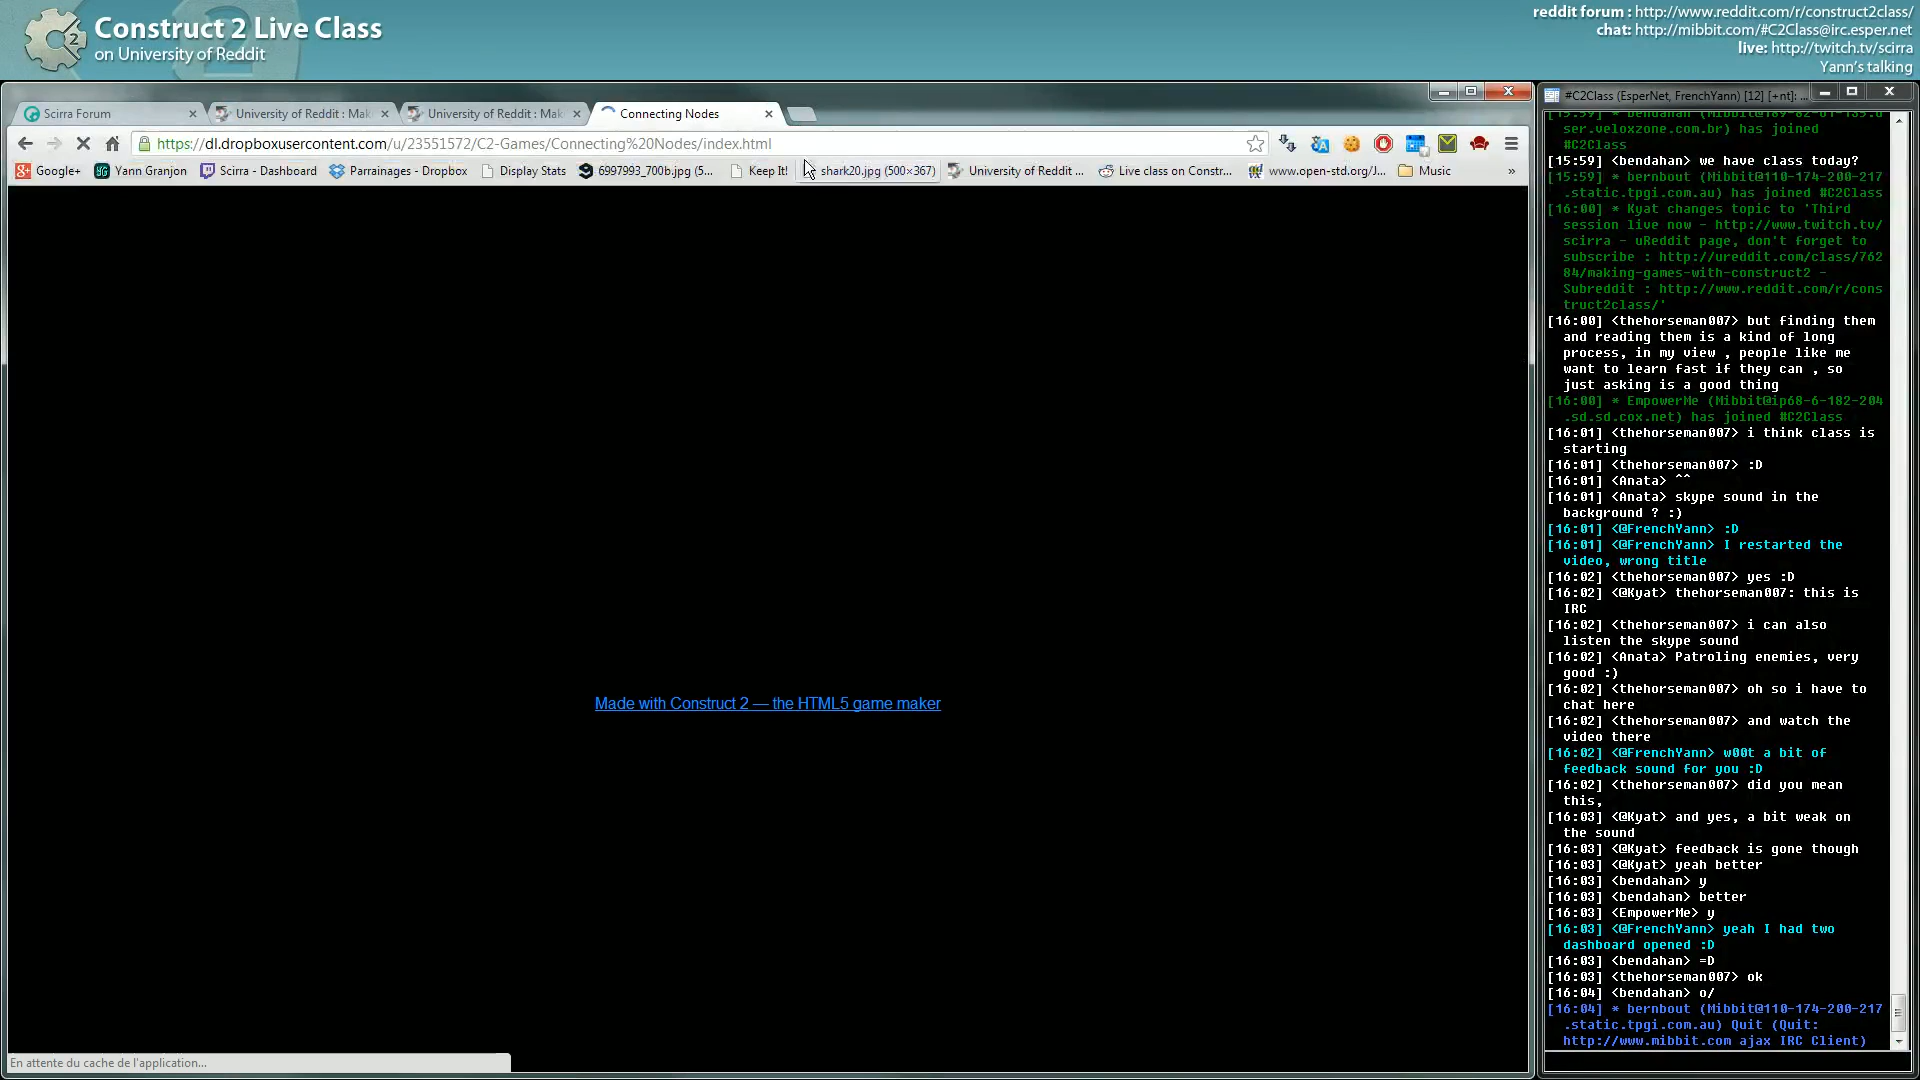 Construct 2 Live Class
on University of Reddit
reddit forum : http://www.reddit.com/r/construct2class/
chat: http://mibbit.com/#C2Class@irc.esper.net
live: http://twitch.tv/scirra
Yann's talking
Scirra Forum
University of Reddit : Mak
University of Reddit : Mak
Connecting Nodes
https://dl.dropboxusercontent.com/u/23551572/C2-Games/Connecting%20Nodes/index.html
Google+
Yann Granjon
Scirra - Dashboard
Parrainages - Dropbox
Display Stats
6997993_700b.jpg (5...
Keep It!
shark20.jpg (500×367)
University of Reddit ...
Live class on Constr...
www.open-std.org/J...
Music
»
Made with Construct 2 — the HTML5 game maker
En attente du cache de l'application...
#C2Class (EsperNet, FrenchYann) [12] [+nt]: ...
ser.veloxzone.com.br) has joined
#C2Class
[15:59] <bendahan> we have class today?
[15:59] * bernbout (Mibbit@110-174-200-217
.static.tpgi.com.au) has joined #C2Class
[16:00] * Kyat changes topic to 'Third
session live now - http://www.twitch.tv/
scirra - uReddit page, don't forget to
subscribe : http://ureddit.com/class/762
84/making-games-with-construct2 -
Subreddit : http://www.reddit.com/r/cons
truct2class/'
[16:00] <thehorseman007> but finding them
and reading them is a kind of long
process, in my view , people like me
want to learn fast if they can , so
just asking is a good thing
[16:00] * EmpowerMe (Mibbit@ip68-6-182-204
.sd.sd.cox.net) has joined #C2Class
[16:01] <thehorseman007> i think class is
starting
[16:01] <thehorseman007> :D
[16:01] <Anata> ^^
[16:01] <Anata> skype sound in the
background ? :)
[16:01] <@FrenchYann> :D
[16:01] <@FrenchYann> I restarted the
video, wrong title
[16:02] <thehorseman007> yes :D
[16:02] <@Kyat> thehorseman007: this is
IRC
[16:02] <thehorseman007> i can also
listen the skype sound
[16:02] <Anata> Patroling enemies, very
good :)
[16:02] <thehorseman007> oh so i have to
chat here
[16:02] <thehorseman007> and watch the
video there
[16:02] <@FrenchYann> w00t a bit of
feedback sound for you :D
[16:02] <thehorseman007> did you mean
this,
[16:03] <@Kyat> and yes, a bit weak on
the sound
[16:03] <@Kyat> feedback is gone though
[16:03] <@Kyat> yeah better
[16:03] <bendahan> y
[16:03] <bendahan> better
[16:03] <EmpowerMe> y
[16:03] <@FrenchYann> yeah I had two
dashboard opened :D
[16:03] <bendahan> =D
[16:03] <thehorseman007> ok
[16:04] <bendahan> o/
[16:04] * bernbout (Mibbit@110-174-200-217
.static.tpgi.com.au) Quit (Quit:
http://www.mibbit.com ajax IRC Client)